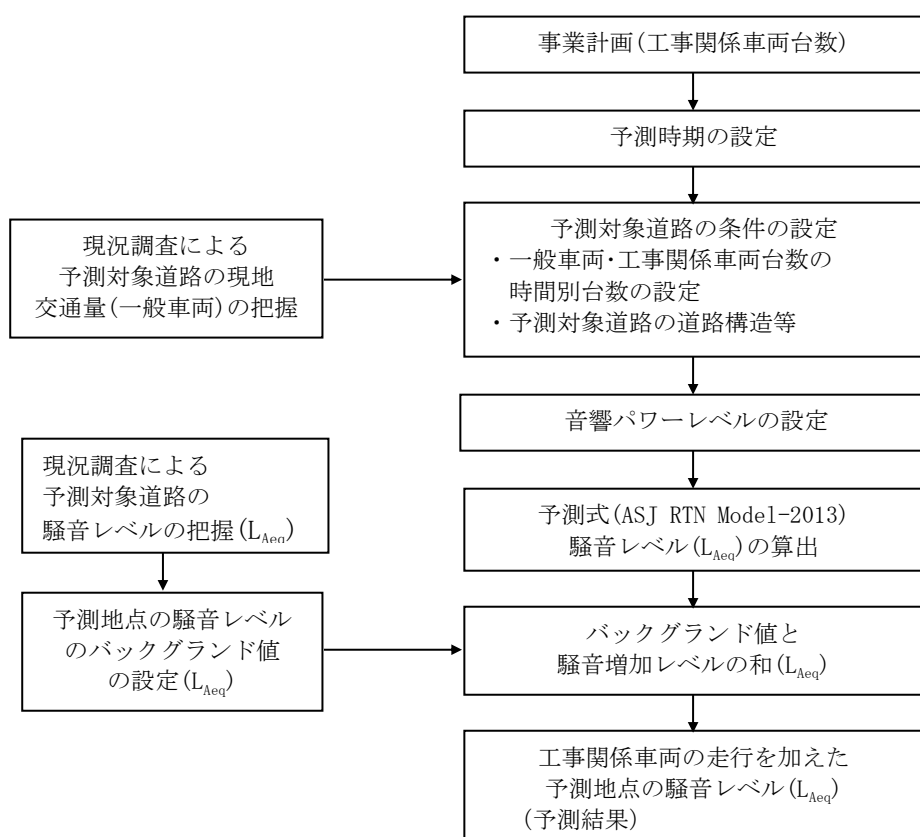 事業計画(工事関係車両台数)
予測時期の設定
現況調査による
予測対象道路の現地
交通量(一般車両)の把握
予測対象道路の条件の設定
・一般車両・工事関係車両台数の
時間別台数の設定
・予測対象道路の道路構造等
音響パワーレベルの設定
現況調査による
予測対象道路の
騒音レベルの把握(LAeq)
予測式(ASJ RTN Model-2013)
騒音レベル(LAeq)の算出
予測地点の騒音レベル
のバックグランド値
の設定(LAeq)
バックグランド値と
騒音増加レベルの和(LAeq)
工事関係車両の走行を加えた
予測地点の騒音レベル(LAeq)
(予測結果)